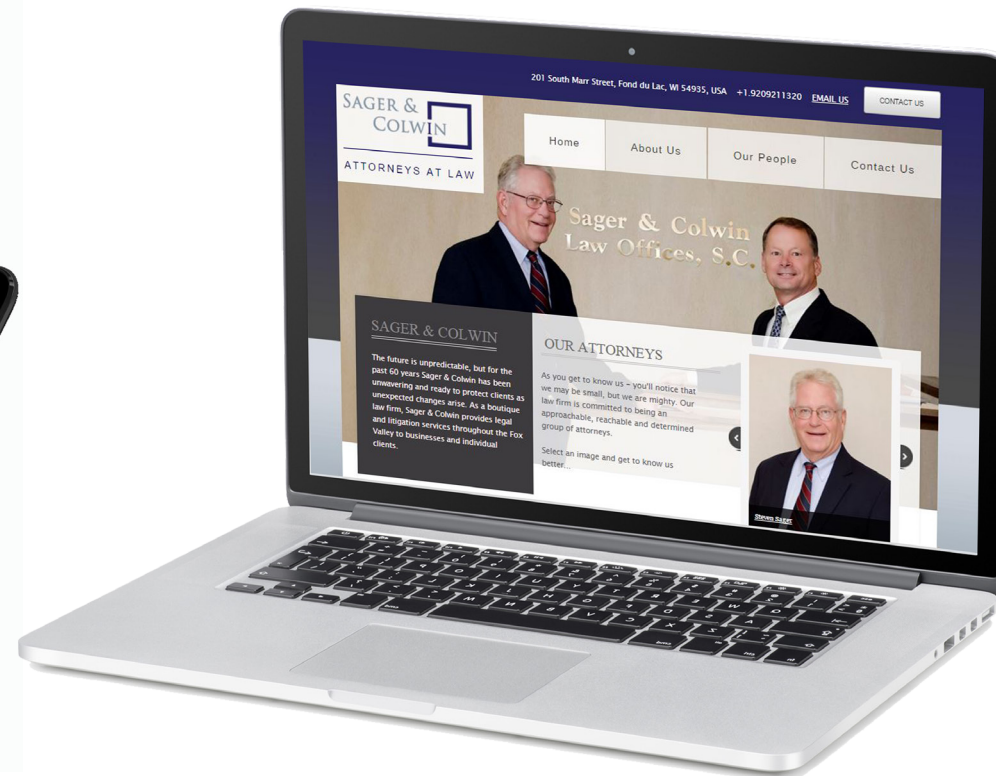 201 South Marr Street, Fond du Lac, WI 54935, USA +1.9209211320 EMAIL US CONTACT US
SAGER &
COLWIN
ATTORNEYS AT LAW
Home About Us Our People Contact Us
Sager & Colwin
Law Offices, S.C.
SAGER & COLWIN
The future is unpredictable, but for the
past 60 years Sager & Colwin has been
unwavering and ready to protect clients as
unexpected changes arise. As a boutique
law firm, Sager & Colwin provides legal
and litigation services throughout the Fox
Valley to businesses and individual
clients.
OUR ATTORNEYS
As you get to know us – you'll notice that
we may be small, but we are mighty. Our
law firm is committed to being an
approachable, reachable and determined
group of attorneys.
Select an image and get to know us
better...
Steven Sager